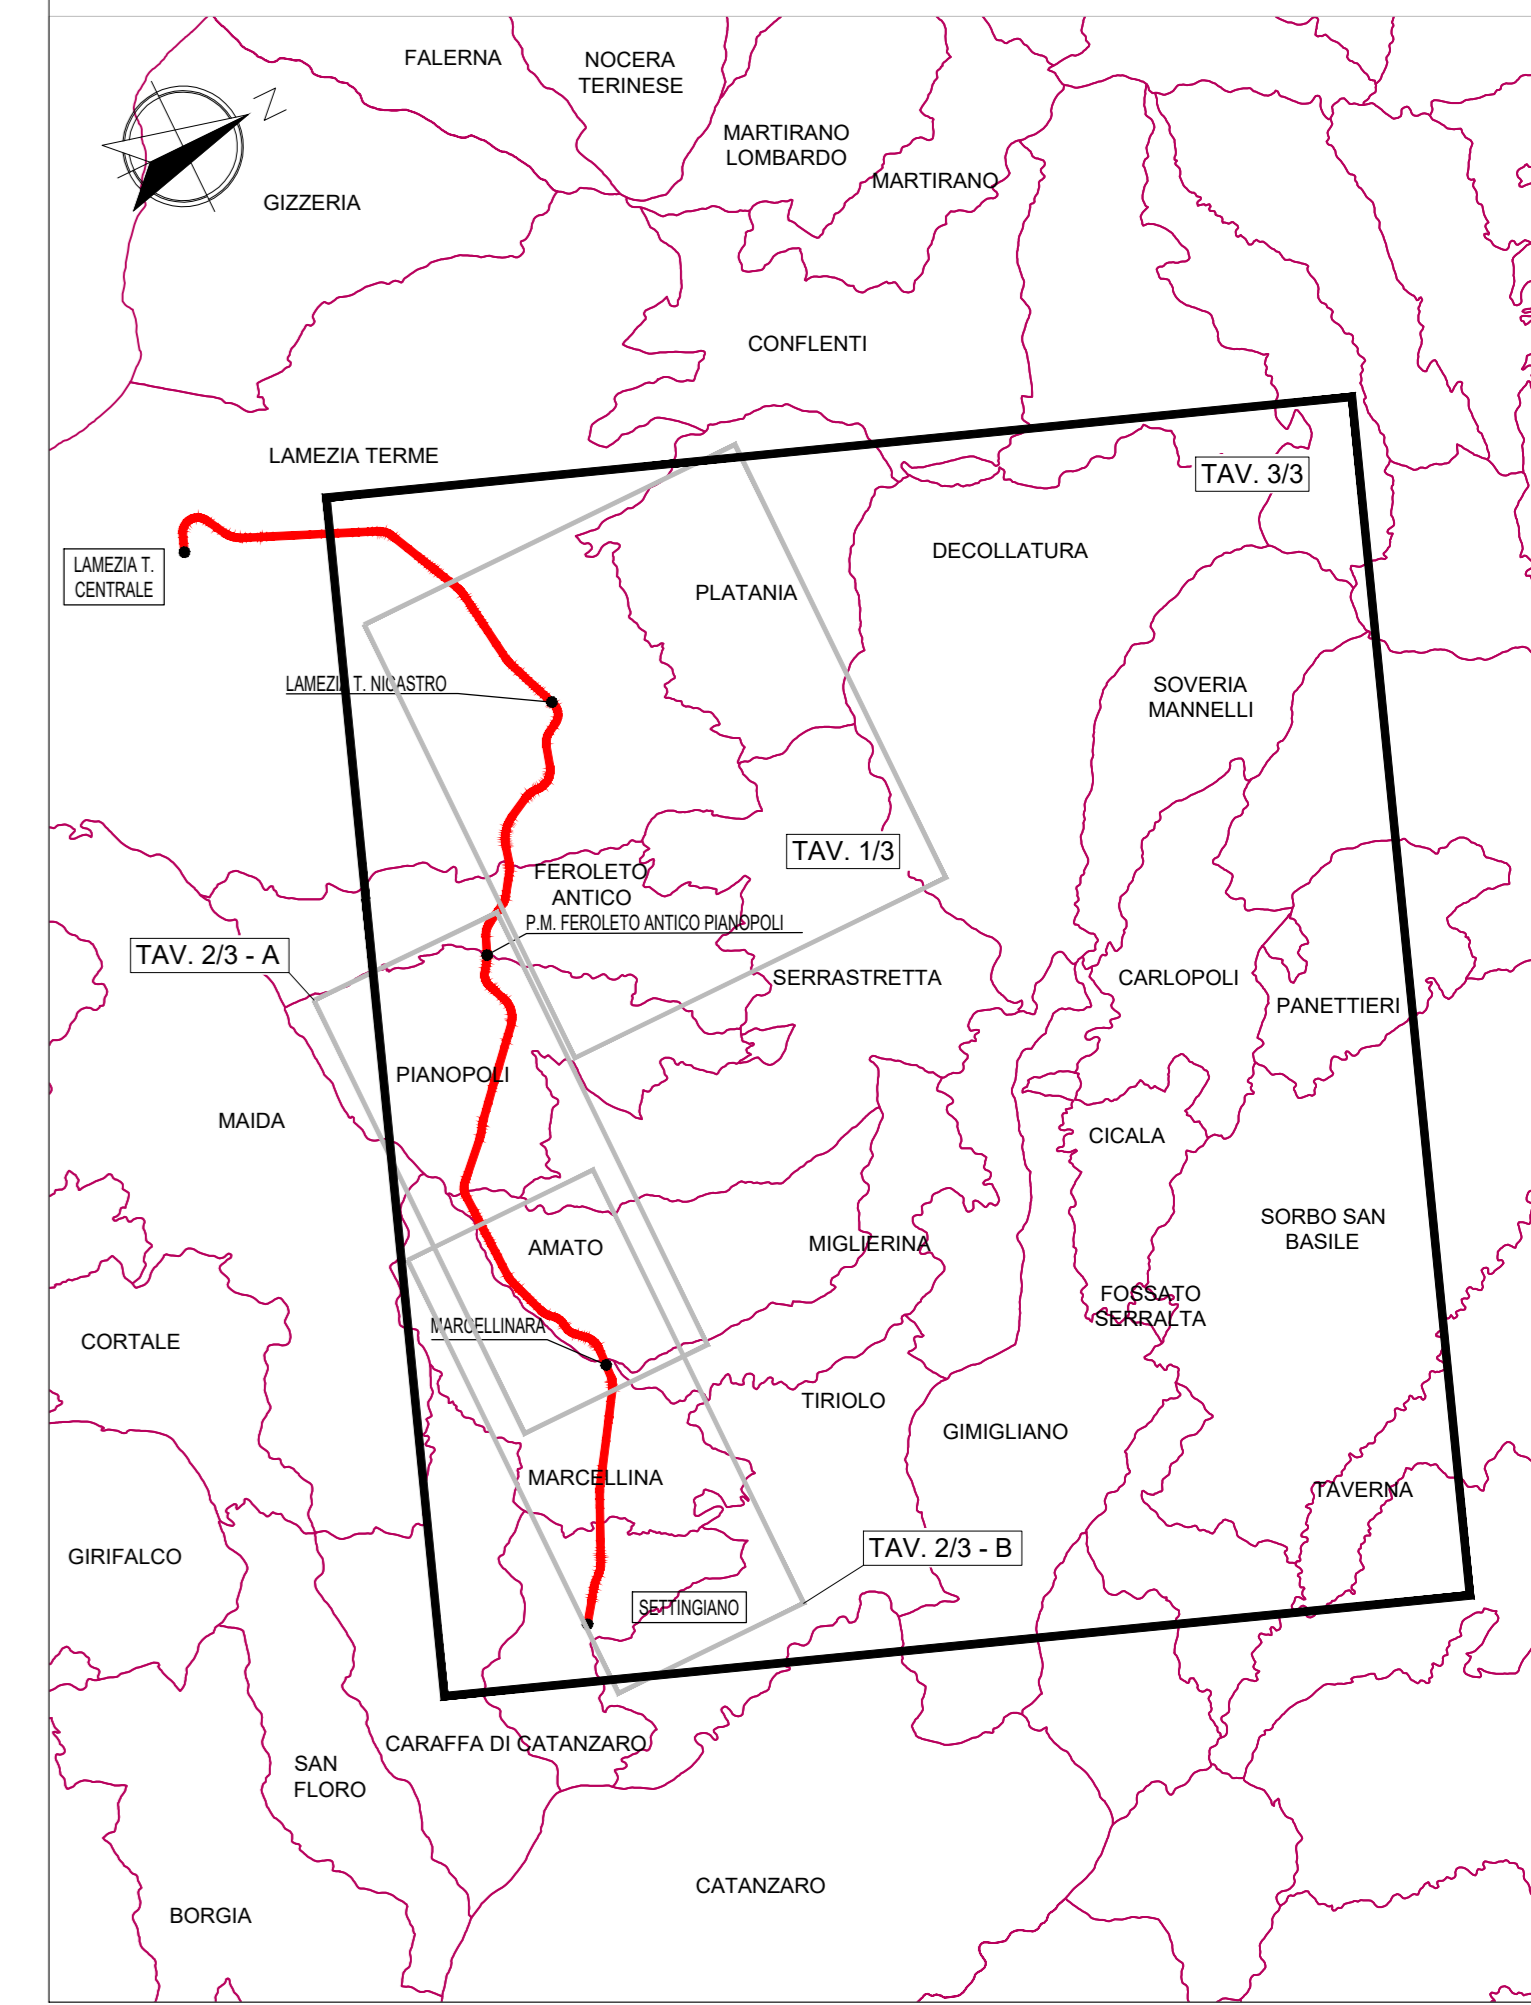 FALERNA
NOCERA
TERINESE
N
MARTIRANO
LOMBARDO
MARTIRANO
GIZZERIA
CONFLENTI
LAMEZIA TERME
TAV. 3/3
LAMEZIA T.
CENTRALE
DECOLLATURA
PLATANIA
LAMEZIA T. NICASTRO
SOVERIA
MANNELLI
TAV. 1/3
FEROLETO
ANTICO
P.M. FEROLETO ANTICO PIANOPOLI
TAV. 2/3 - A
SERRASTRETTA
CARLOPOLI
PANETTIERI
PIANOPOLI
MAIDA
CICALA
SORBO SAN
BASILE
AMATO
MIGLIERINA
FOSSATO
SERRALTA
MARCELLINARA
CORTALE
TIRIOLO
GIMIGLIANO
MARCELLINA
TAVERNA
GIRIFALCO
TAV. 2/3 - B
SETTINGIANO
CARAFFA DI CATANZARO
SAN
FLORO
CATANZARO
BORGIA